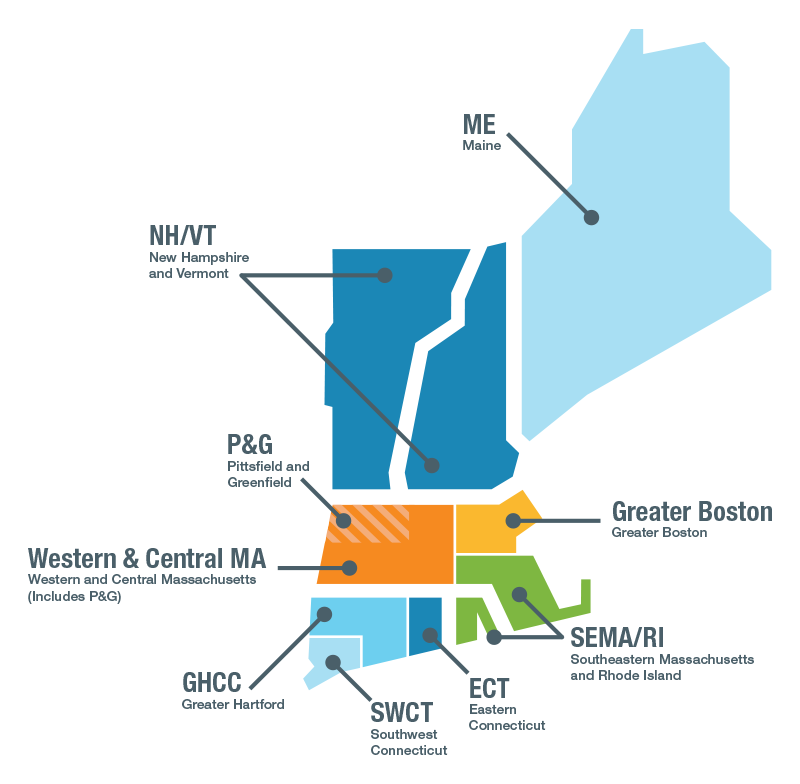 ME
Maine
NH/VT
New Hampshire
and Vermont
P&G
Pittsfield and
Greenfield
Greater Boston
Greater Boston
Western & Central MA
Western and Central Massachusetts
(Includes P&G)
SEMA/RI
Southeastern Massachusetts
and Rhode Island
GHCC
Greater Hartford
ECT
Eastern
Connecticut
SWCT
Southwest
Connecticut